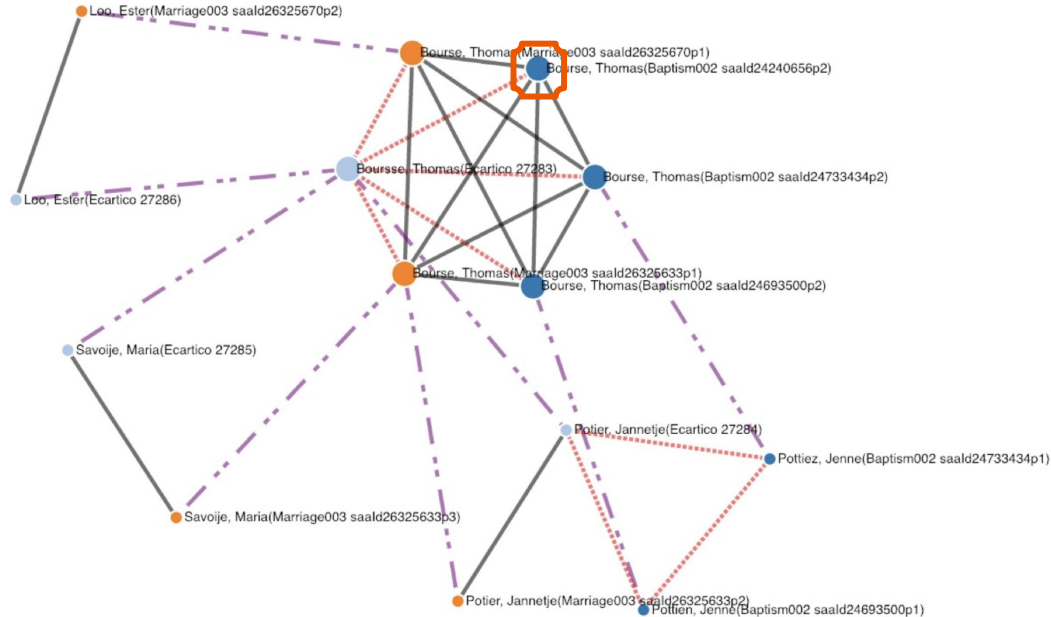 Loo, Ester(Marriage003 saaId26325670p2)
Bourse, Thomas(Marriage003 saaId26325670p1)
Bourse, Thomas(Baptism002 saaId24240656p2)
Boursse, Thomas(Ecartico 27283)
Bourse, Thomas(Baptism002 saaId24733434p2)
Loo, Ester(Ecartico 27286)
Bourse, Thomas(Marriage003 saaId26325633p1)
Bourse, Thomas(Baptism002 saaId24693500p2)
Savoije, Maria(Ecartico 27285)
Potier, Jannetje(Ecartico 27284)
Pottiez, Jenne(Baptism002 saaId24733434p1)
Savoije, Maria(Marriage003 saaId26325633p3)
Potier, Jannetje(Marriage003 saaId26325633p2)
Pottien, Jenne(Baptism002 saaId24693500p1)